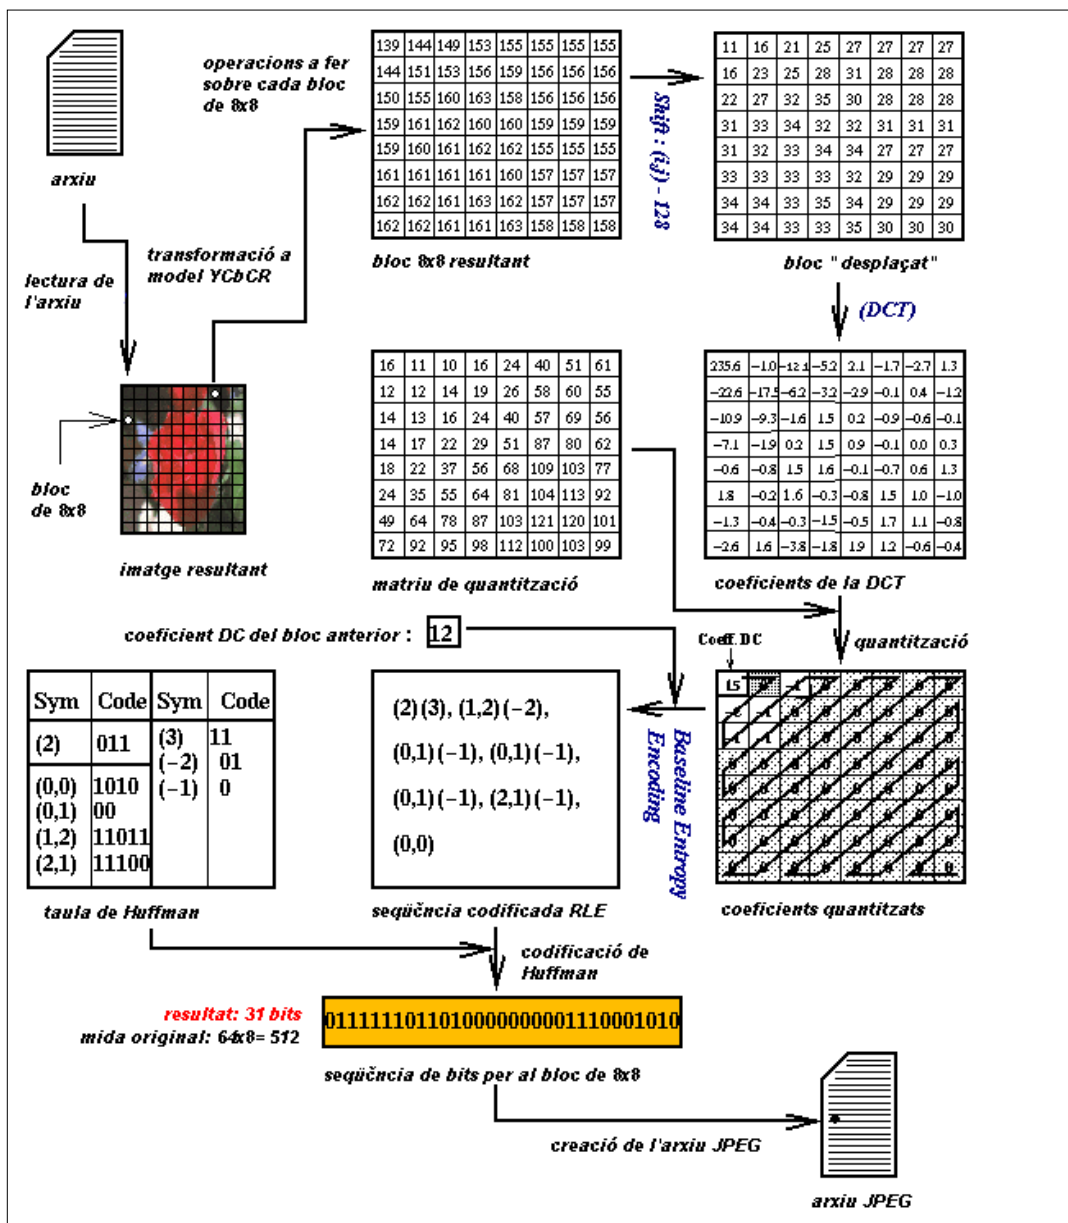 arxiu
operacions a fer
sobre cada bloc
de 8x8
139 144 149 153 155 155 155 155
144 151 153 156 159 156 156 156
150 155 160 163 158 156 156 156
159 161 162 160 160 159 159 159
159 160 161 162 162 155 155 155
161 161 161 161 160 157 157 157
162 162 161 163 162 157 157 157
162 162 161 161 163 158 158 158
bloc 8x8 resultant
Shift : (i,j) - 128
11 16 21 25 27 27 27 27
16 23 25 28 31 28 28 28
22 27 32 35 30 28 28 28
31 33 34 32 32 31 31 31
31 32 33 34 34 27 27 27
33 33 33 33 32 29 29 29
34 34 33 35 34 29 29 29
34 34 33 33 35 30 30 30
bloc "desplaçat"
(DCT)
lectura de
l'arxiu
transformació a
model YCbCR
bloc
de 8x8
imatge resultant
16 11 10 16 24 40 51 61
12 12 14 19 26 58 60 55
14 13 16 24 40 57 69 56
14 17 22 29 51 87 80 62
18 22 37 56 68 109 103 77
24 35 55 64 81 104 113 92
49 64 78 87 103 121 120 101
72 92 95 98 112 100 103 99
matriu de quantització
235.6 −1.0 −12.1 −5.2 2.1 −1.7 −2.7 1.3
−22.6 −17.5 −6.2 −3.2 −2.9 −0.1 0.4 −1.2
−10.9 −9.3 −1.6 1.5 0.2 −0.9 −0.6 −0.1
−7.1 −1.9 0.2 1.5 0.9 −0.1 0.0 0.3
−0.6 −0.8 1.5 1.6 −0.1 −0.7 0.6 1.3
1.8 −0.2 1.6 −0.3 −0.8 1.5 1.0 −1.0
−1.3 −0.4 −0.3 −1.5 −0.5 1.7 1.1 −0.8
−2.6 1.6 −3.8 −1.8 1.9 1.2 −0.6 −0.4
coeficients de la DCT
quantització
coeficient DC del bloc anterior : 12
Coeff. DC
15
coeficients quantitzats
Baseline Entropy
Encoding
Sym Code Sym Code
(2) 011 (3) 11
(−2) 01
(0,0) 1010 (−1) 0
(0,1) 00
(1,2) 11011
(2,1) 11100
taula de Huffman
(2)(3), (1,2)(−2),
(0,1)(−1), (0,1)(−1),
(0,1)(−1), (2,1)(−1),
(0,0)
seqüčncia codificada RLE
codificació de
Huffman
resultat: 31 bits
mida original: 64x8= 512
0111111011010000000001110001010
seqüčncia de bits per al bloc de 8x8
creació de l'arxiu JPEG
arxiu JPEG